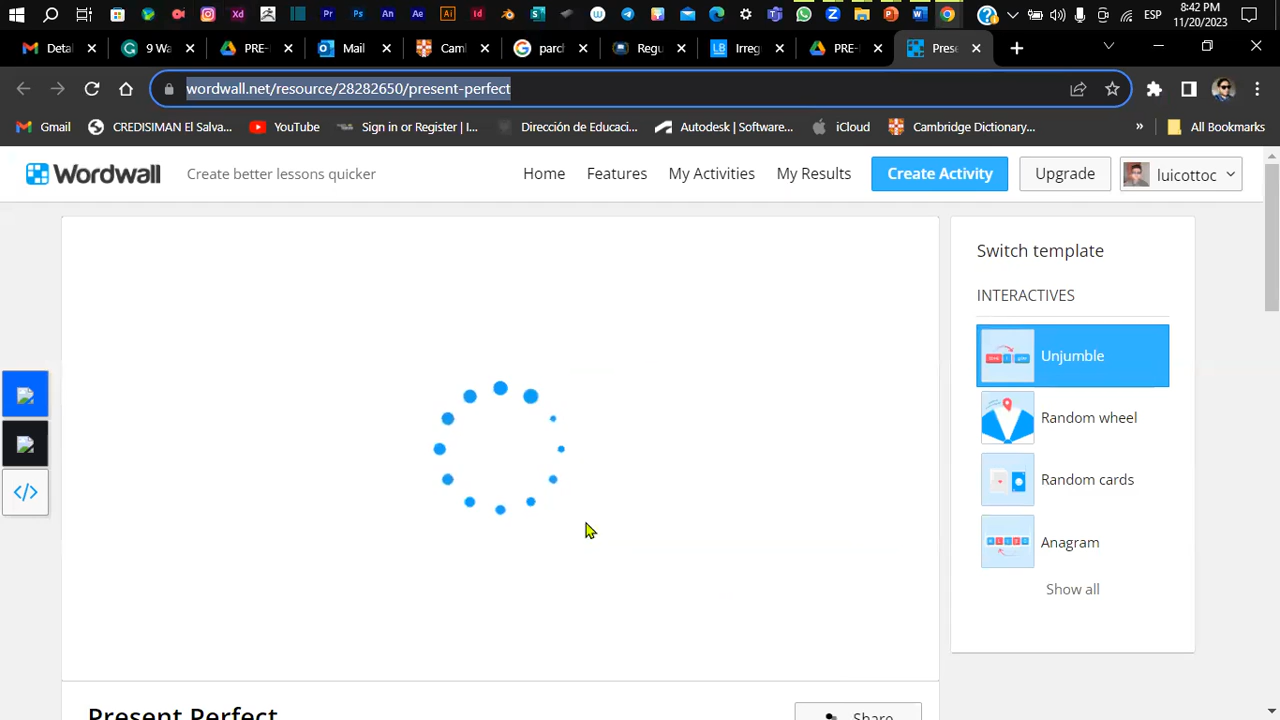 8:42 PM
ESP
11/20/2023
Detal
9 Wa
PRE-I
Mail
Caml
parcl
Regu
Irreg
PRE-I
Prese
wordwall.net/resource/28282650/present-perfect
Gmail
CREDISIMAN El Salva...
YouTube
Sign in or Register | I...
Dirección de Educaci...
Autodesk | Software...
iCloud
Cambridge Dictionary...
»
All Bookmarks
Wordwall
Create better lessons quicker
Home
Features
My Activities
My Results
Create Activity
Upgrade
luicottoc
Switch template
INTERACTIVES
Unjumble
Random wheel
Random cards
Anagram
Show all
Present Perfect
Share